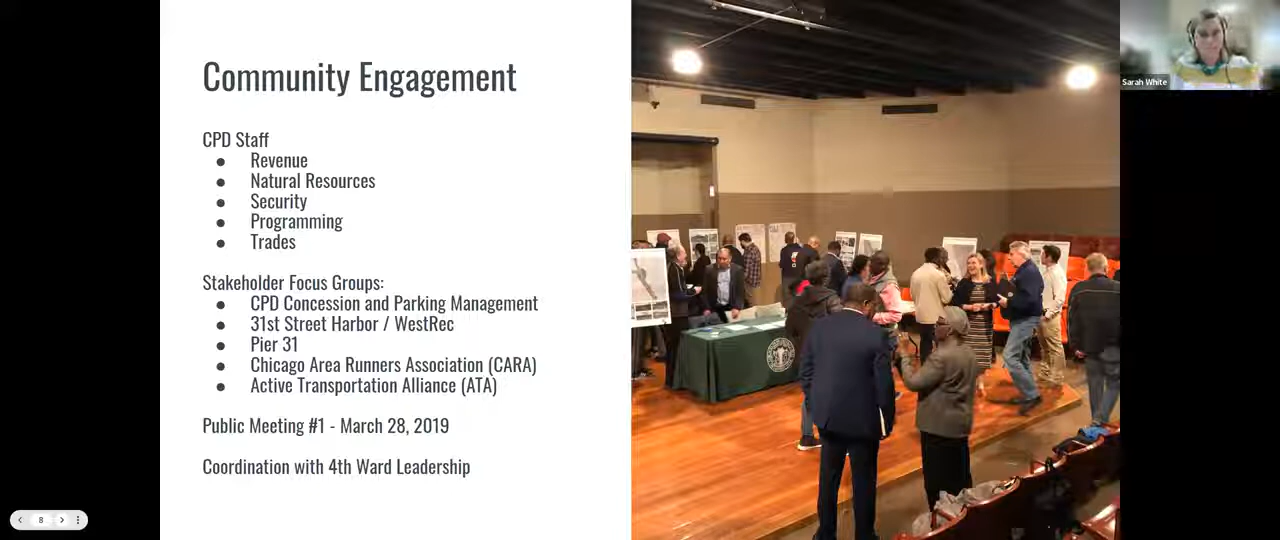 Community Engagement
CPD Staff
● Revenue
● Natural Resources
● Security
● Programming
● Trades
Stakeholder Focus Groups:
● CPD Concession and Parking Management
● 31st Street Harbor / WestRec
● Pier 31
● Chicago Area Runners Association (CARA)
● Active Transportation Alliance (ATA)
Public Meeting #1 - March 28, 2019
Coordination with 4th Ward Leadership
Sarah White
8